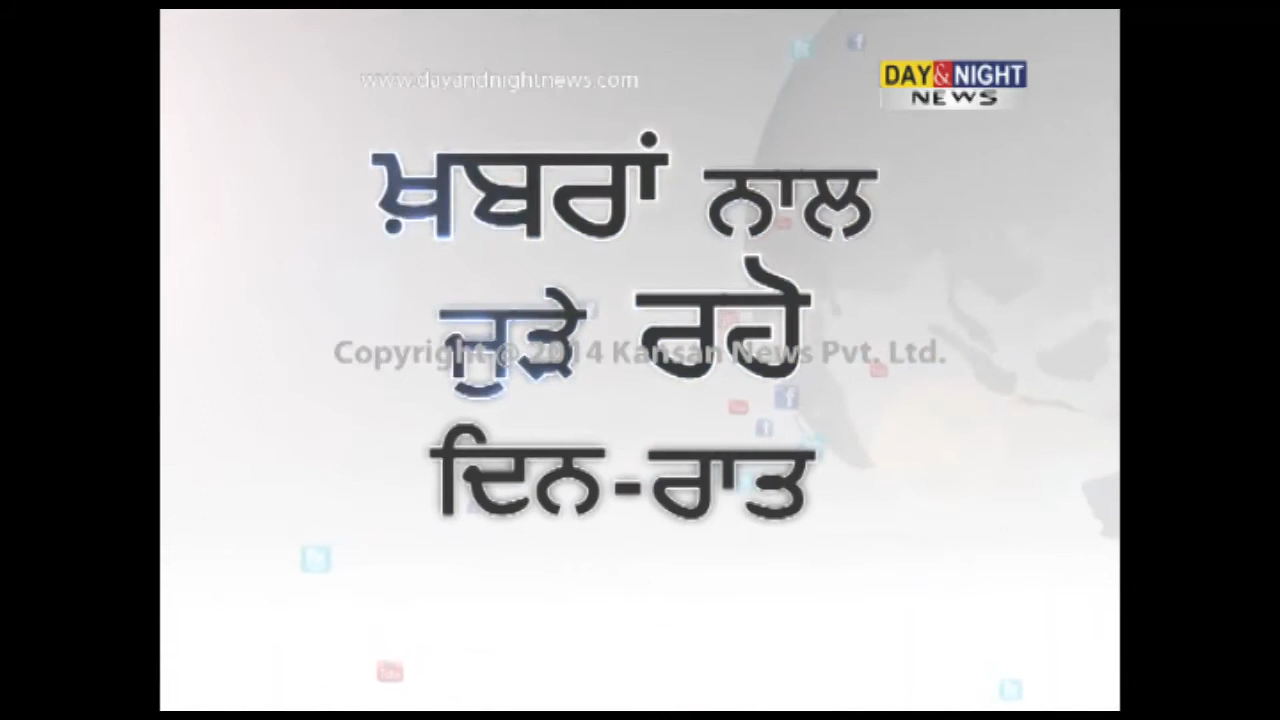 www.dayandnightnews.com
DAY&NIGHT
NEWS
ਖ਼ਬਰਾਂ ਨਾਲ
ਜੁੜੇ ਰਹੋ
Copyright @ 2014 Kansan News Pvt. Ltd.
ਦਿਨ-ਰਾਤ